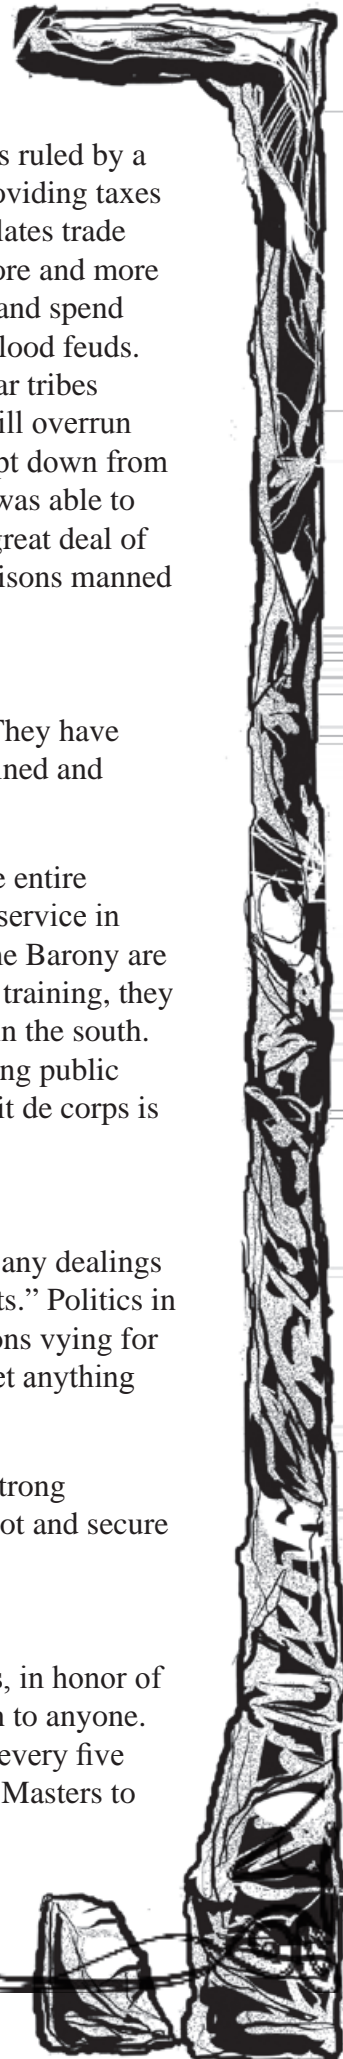 s ruled by a
oviding taxes
lates trade
ore and more
and spend
lood feuds.
ar tribes
ill overrun
pt down from
was able to
great deal of
isons manned
They have
ined and
e entire
service in
he Barony are
training, they
in the south.
ng public
it de corps is
any dealings
ts.” Politics in
ons vying for
et anything
trong
ot and secure
s, in honor of
n to anyone.
every five
Masters to